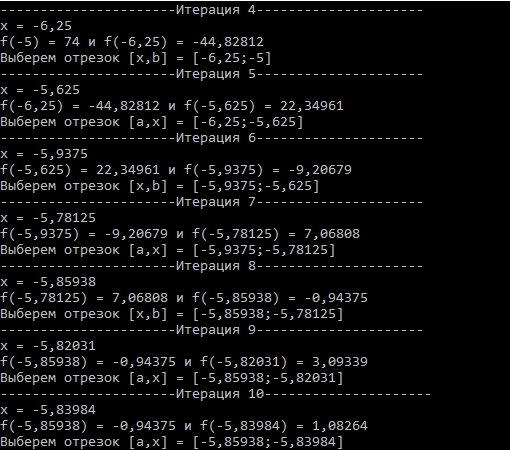 ----------------------Итерация 4---------------------
x = -6,25
f(-5) = 74 и f(-6,25) = -44,82812
Выберем отрезок [x,b] = [-6,25;-5]
----------------------Итерация 5---------------------
x = -5,625
f(-6,25) = -44,82812 и f(-5,625) = 22,34961
Выберем отрезок [a,x] = [-6,25;-5,625]
----------------------Итерация 6---------------------
x = -5,9375
f(-5,625) = 22,34961 и f(-5,9375) = -9,20679
Выберем отрезок [x,b] = [-5,9375;-5,625]
----------------------Итерация 7---------------------
x = -5,78125
f(-5,9375) = -9,20679 и f(-5,78125) = 7,06808
Выберем отрезок [a,x] = [-5,9375;-5,78125]
----------------------Итерация 8---------------------
x = -5,85938
f(-5,78125) = 7,06808 и f(-5,85938) = -0,94375
Выберем отрезок [x,b] = [-5,85938;-5,78125]
----------------------Итерация 9---------------------
x = -5,82031
f(-5,85938) = -0,94375 и f(-5,82031) = 3,09339
Выберем отрезок [a,x] = [-5,85938;-5,82031]
----------------------Итерация 10---------------------
x = -5,83984
f(-5,85938) = -0,94375 и f(-5,83984) = 1,08264
Выберем отрезок [a,x] = [-5,85938;-5,83984]